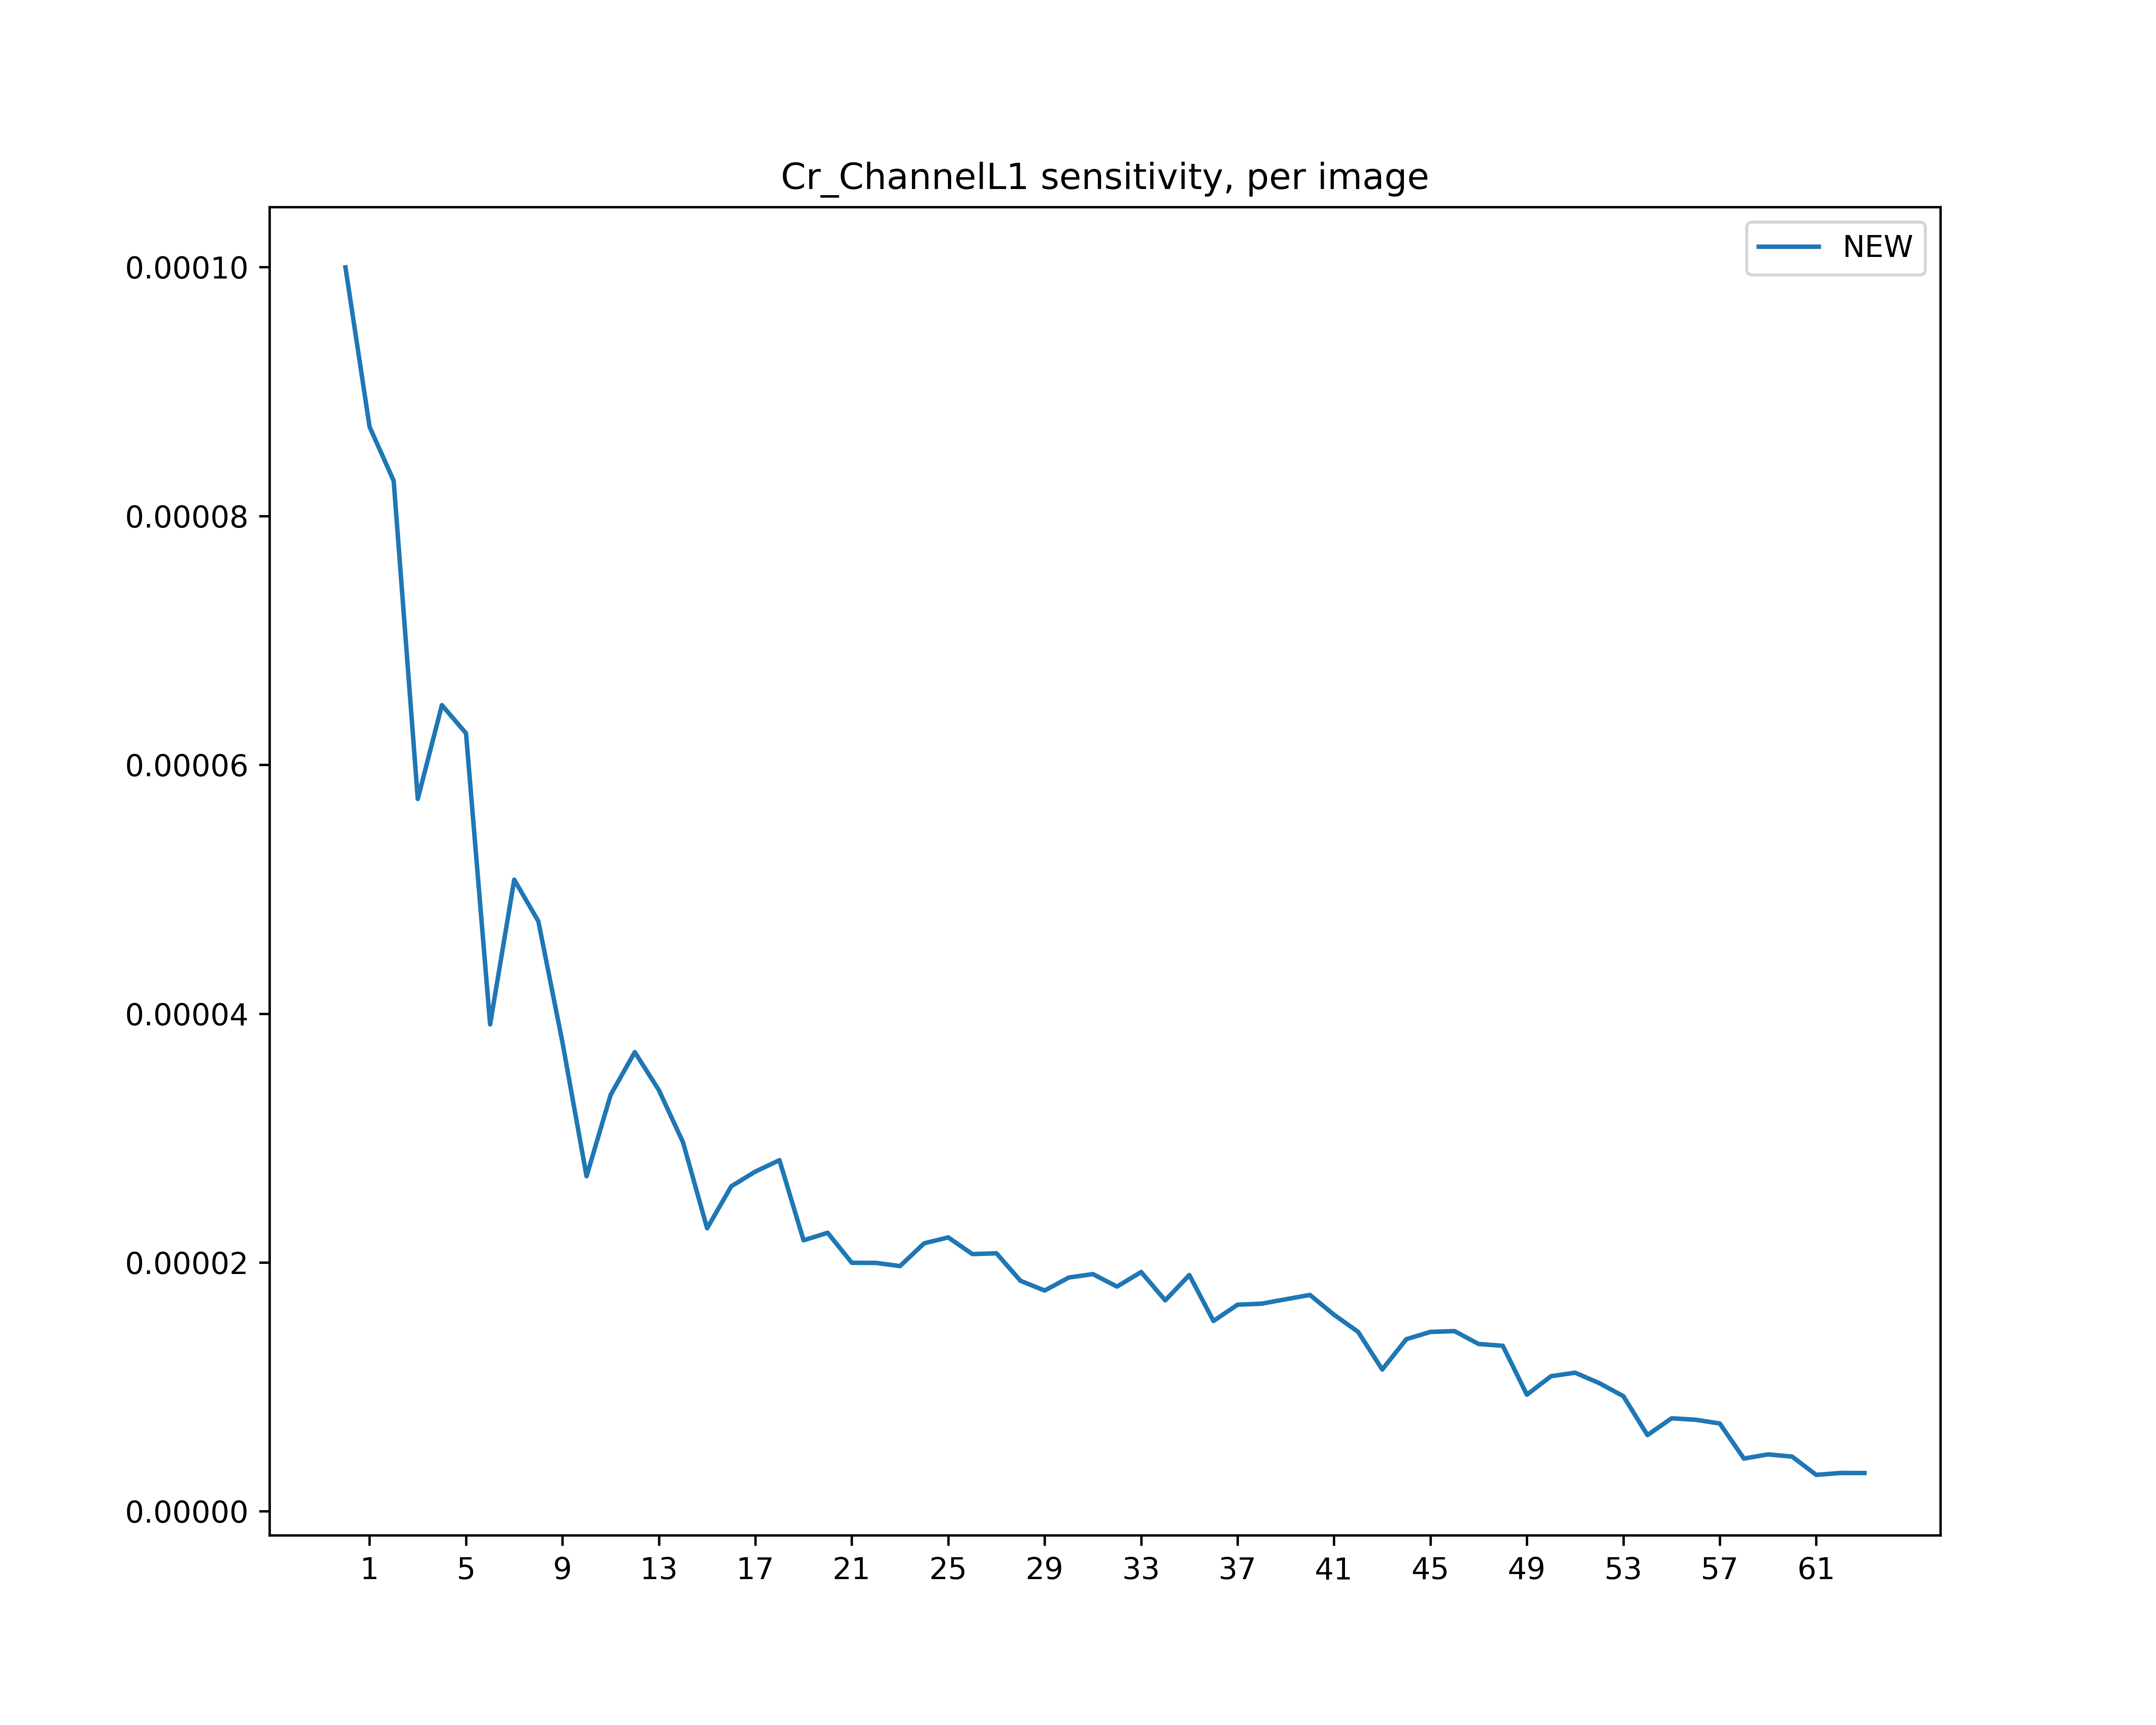 Cr_ChannelL1 sensitivity, per image
NEW
0.00010
0.00008
0.00006
0.00004
0.00002
0.00000
1 5 9 13 17 21 25 29 33 37 41 45 49 53 57 61